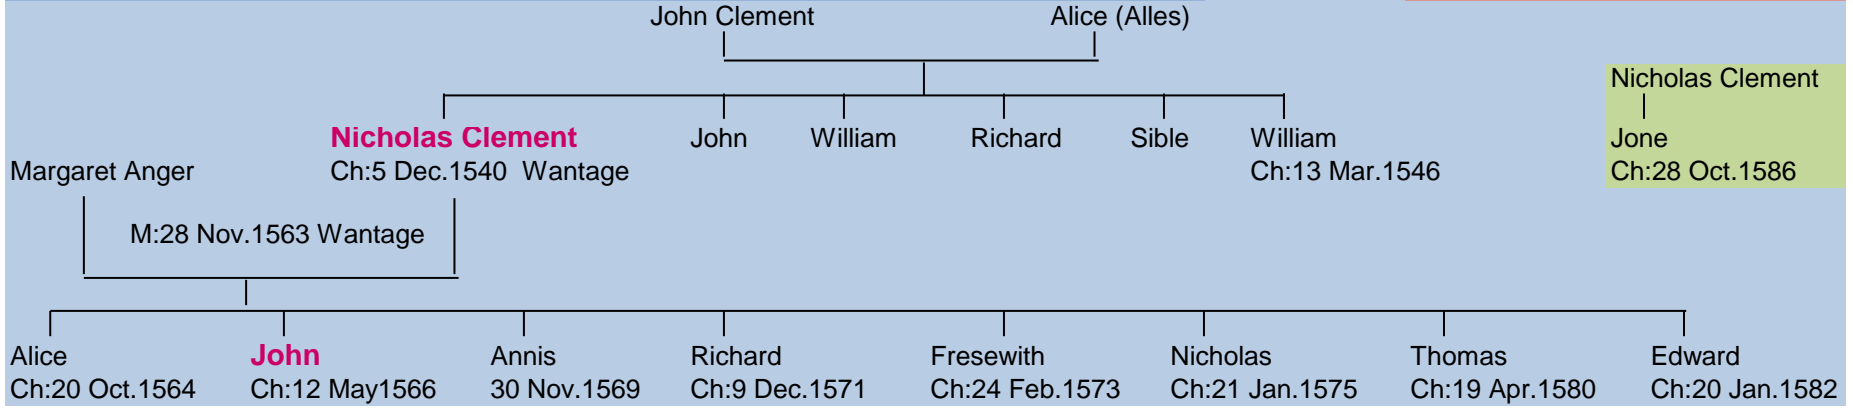 John Clement Alice (Alles)
Nicholas Clement
Nicholas Clement John William Richard Sible William Jone
Margaret Anger Ch:5 Dec.1540 Wantage Ch:13 Mar.1546 Ch:28 Oct.1586
M:28 Nov.1563 Wantage
Alice John Annis Richard Fresewith Nicholas Thomas Edward
Ch:20 Oct.1564 Ch:12 May1566 30 Nov.1569 Ch:9 Dec.1571 Ch:24 Feb.1573 Ch:21 Jan.1575 Ch:19 Apr.1580 Ch:20 Jan.1582